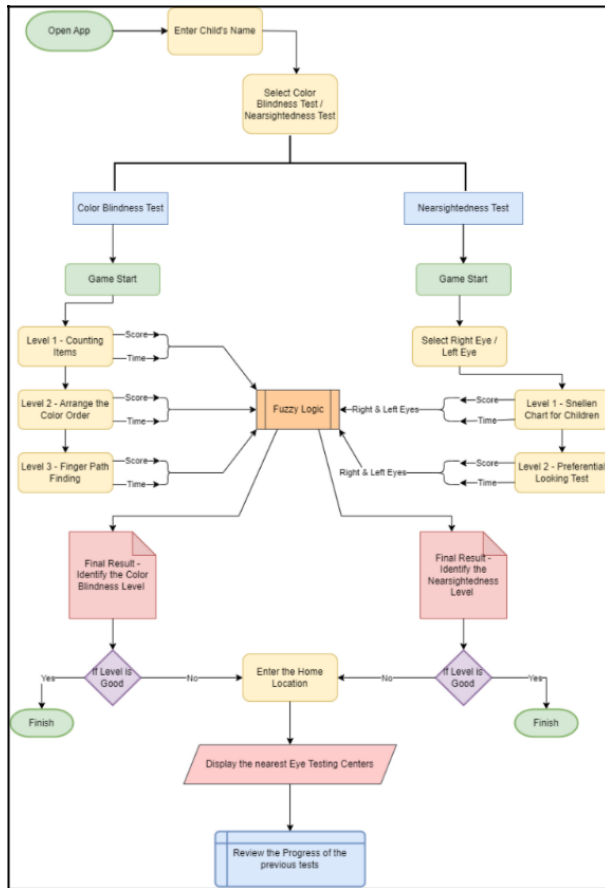 Open App
Enter Child's Name
Select Color
Blindness Test /
Nearsightedness Test
Color Blindness Test
Nearsightedness Test
Game Start
Game Start
Level 1 - Counting
Items
Score
Time
Select Right Eye /
Left Eye
Level 2 - Arrange the
Color Order
Score
Time
Fuzzy Logic
Right & Left Eyes
Score
Time
Level 1 - Snellen
Chart for Children
Level 3 - Finger Path
Finding
Score
Time
Right & Left Eyes
Score
Time
Level 2 - Preferential
Looking Test
Final Result -
Identify the Color
Blindness Level
Final Result -
Identify the
Nearsightedness
Level
If Level is
Good
Yes
No
Enter the Home
Location
No
If Level is
Good
Yes
Finish
Finish
Display the nearest Eye Testing Centers
Review the Progress of the
previous tests